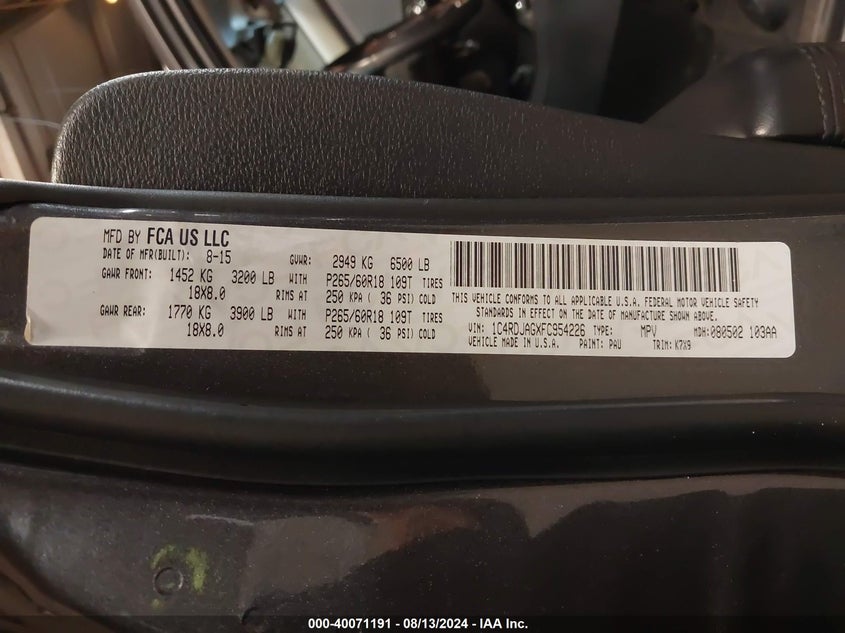 MFD BY FCA US LLC
DATE OF MFR(BUILT): 8-15 GVWR: 2949 KG 6500 LB
GAWR FRONT: 1452 KG 3200 LB WITH P265/60R18 109T TIRES
18X8.0 RIMS AT 250 KPA ( 36 PSI) COLD
GAWR REAR: 1770 KG 3900 LB WITH P265/60R18 109T TIRES
18X8.0 RIMS AT 250 KPA ( 36 PSI) COLD
THIS VEHICLE CONFORMS TO ALL APPLICABLE U.S.A. FEDERAL MOTOR VEHICLE SAFETY
STANDARDS IN EFFECT ON THE DATE OF MANUFACTURE SHOWN ABOVE.
VIN: 1C4RDJAGXFC954226 TYPE: MPV MDH: 080502 103AA
VEHICLE MADE IN U.S.A. PAINT: PAU TRIM: K7X9
000-40071191 - 08/13/2024 - IAA Inc.